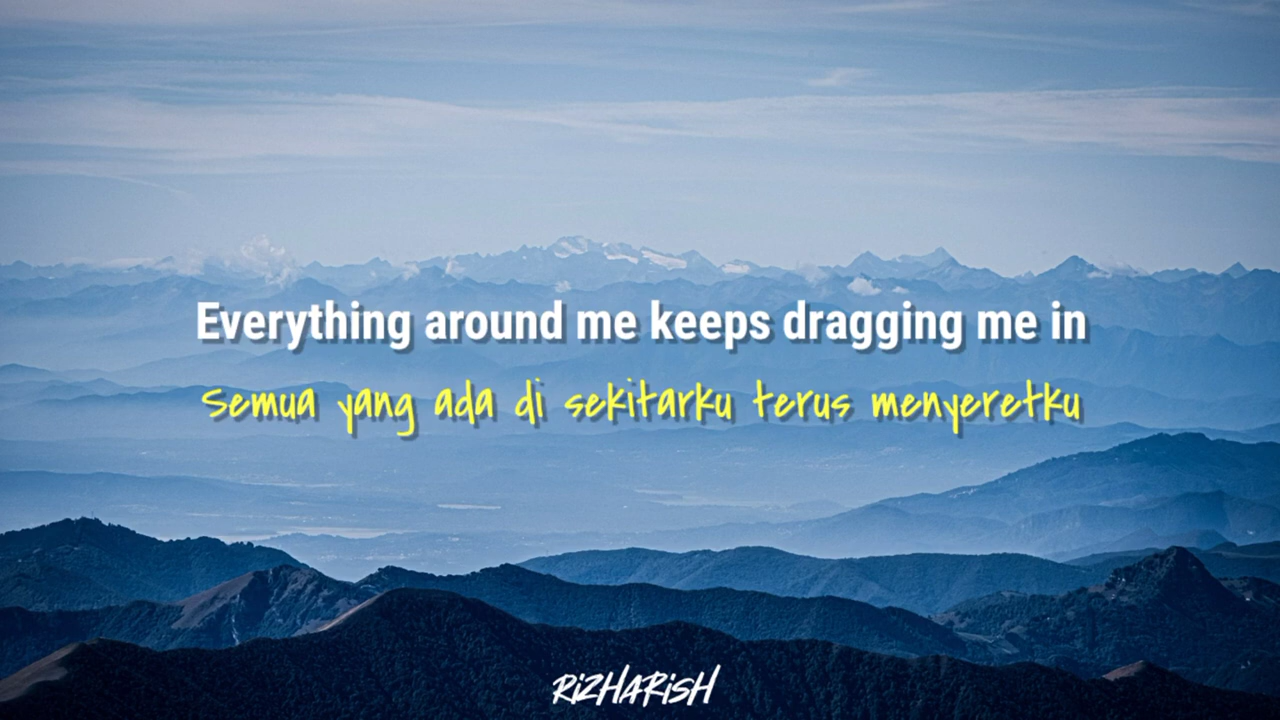 Everything around me keeps dragging me in
Semua yang ada di sekitarku terus menyeretku
RiZHARiSH